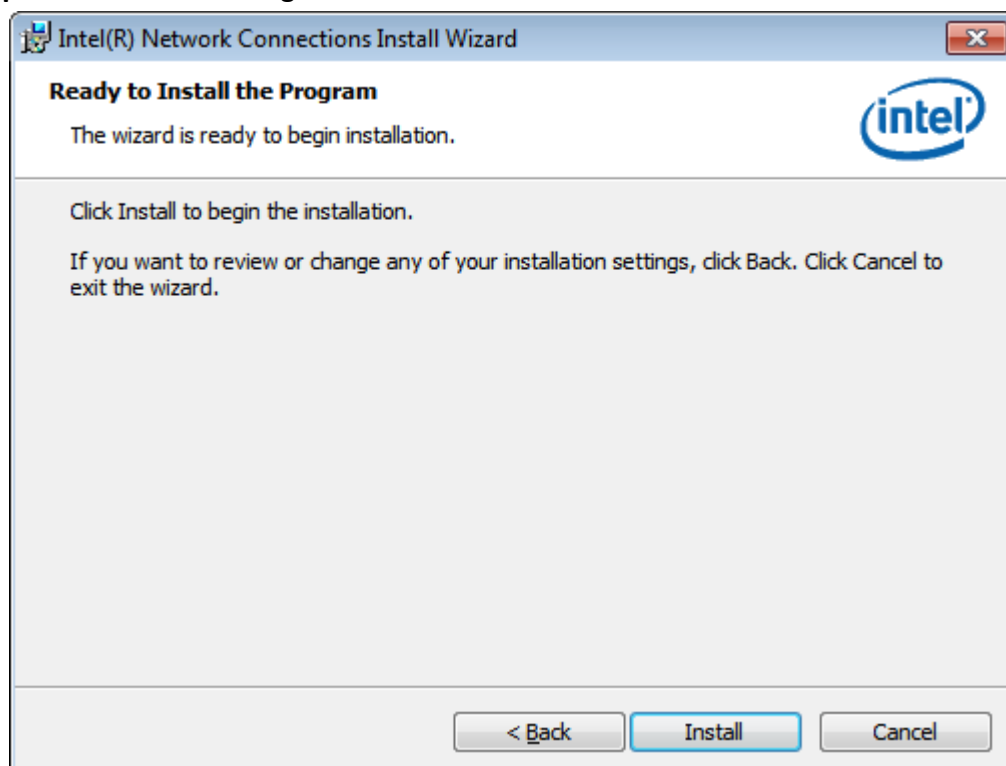 Intel(R) Network Connections Install Wizard
Ready to Install the Program
The wizard is ready to begin installation.
intel
Click Install to begin the installation.
If you want to review or change any of your installation settings, click Back. Click Cancel to
exit the wizard.
< Back
Install
Cancel